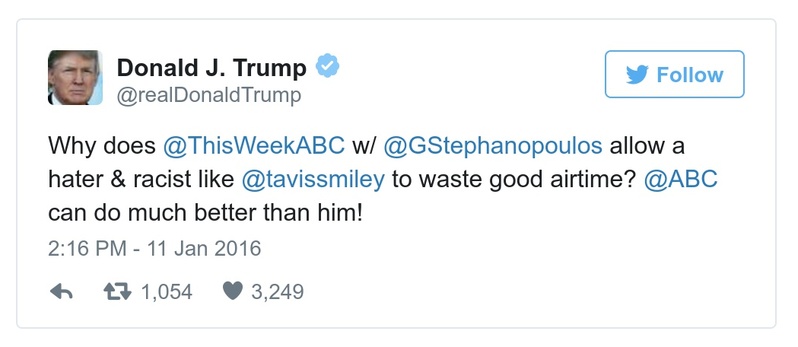 Donald J. Trump
@realDonaldTrump
Follow
Why does @ThisWeekABC w/ @GStephanopoulos allow a
hater & racist like @tavissmiley to waste good airtime? @ABC
can do much better than him!
2:16 PM - 11 Jan 2016
1,054 3,249